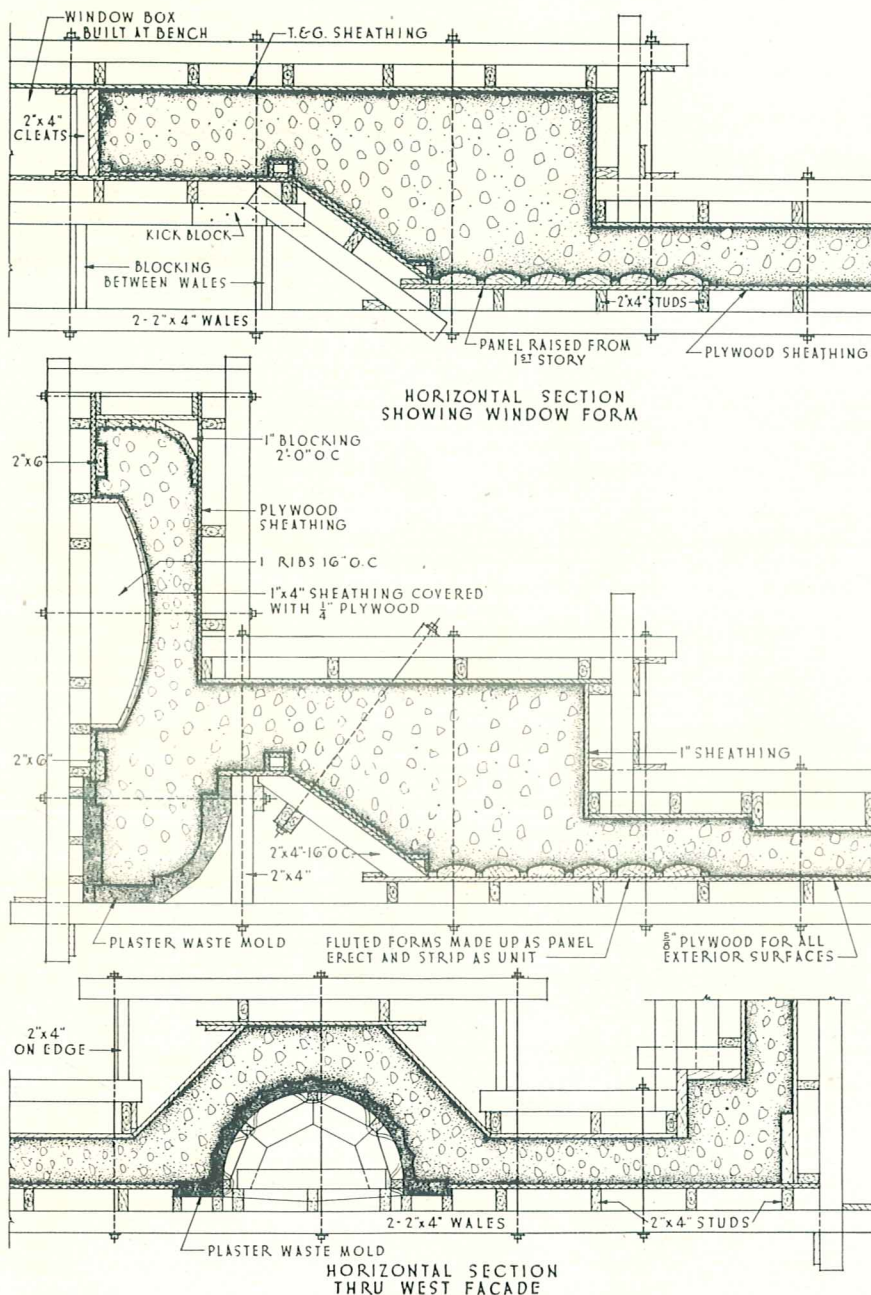 WINDOW BOX
BUILT AT BENCH
T.&G. SHEATHING
2"x4"
CLEATS
KICK BLOCK
BLOCKING
BETWEEN WALES
2-2"x4" WALES
2"x4" STUDS
PANEL RAISED FROM
1ST STORY
PLYWOOD SHEATHING
HORIZONTAL SECTION
SHOWING WINDOW FORM
1" BLOCKING
2'-0" O C
2"x6"
PLYWOOD
SHEATHING
1 RIBS 16" O.C
1"x4" SHEATHING COVERED
WITH 1/4" PLYWOOD
2"x6"
1" SHEATHING
2"x4"-16" O.C.
2"x4"
PLASTER WASTE MOLD
FLUTED FORMS MADE UP AS PANEL
ERECT AND STRIP AS UNIT
5/8" PLYWOOD FOR ALL
EXTERIOR SURFACES
2"x4"
ON EDGE
2-2"x4" WALES
2"x4" STUDS
PLASTER WASTE MOLD
HORIZONTAL SECTION
THRU WEST FACADE